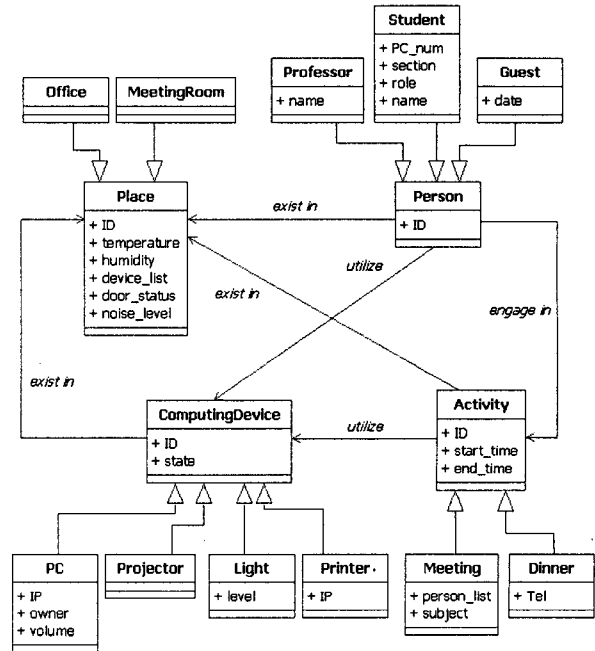 Student
+ PC_num
+ section
+ role
+ name
Professor
+ name
Guest
+ date
Office
MeetingRoom
Place
+ ID
+ temperature
+ humidity
+ device_list
+ door_status
+ noise_level
Person
+ ID
exist in
utilize
exist in
engage in
exist in
ComputingDevice
+ ID
+ state
utilize
Activity
+ ID
+ start_time
+ end_time
PC
+ IP
+ owner
+ volume
Projector
Light
+ level
Printer
+ IP
Meeting
+ person_list
+ subject
Dinner
+ Tel